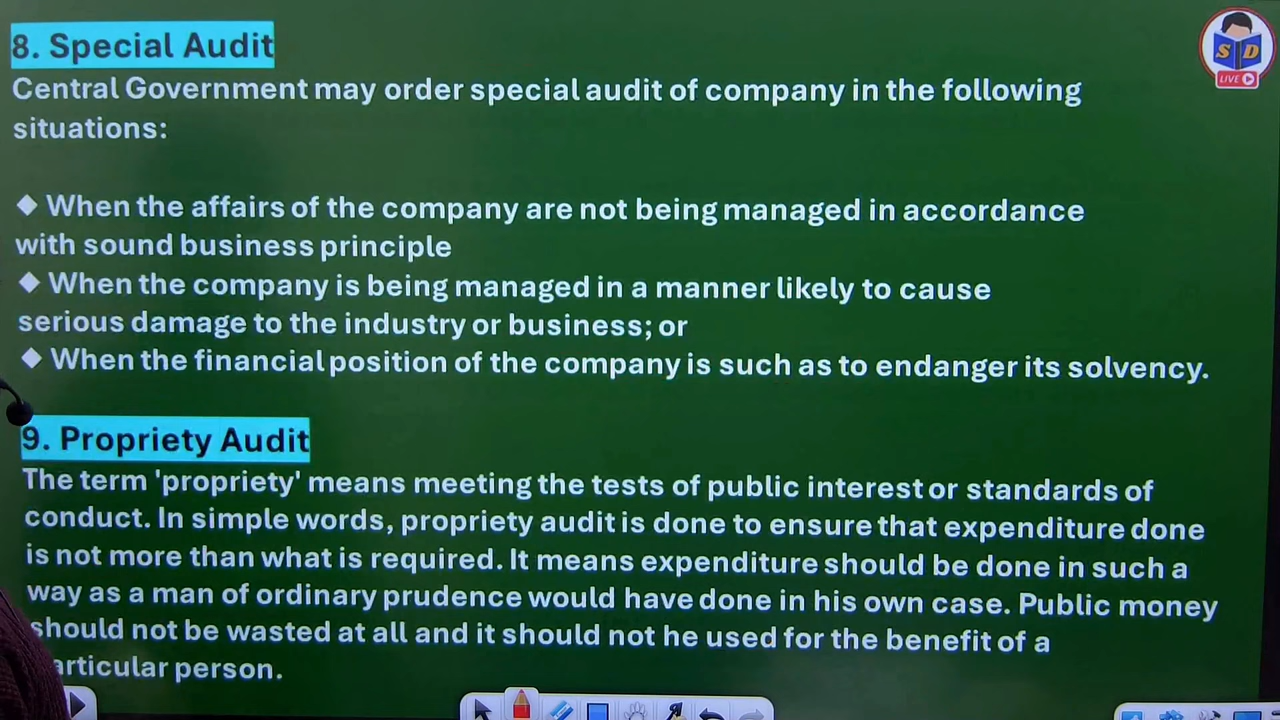 8. Special Audit
Central Government may order special audit of company in the following
situations:
◆ When the affairs of the company are not being managed in accordance
with sound business principle
◆ When the company is being managed in a manner likely to cause
serious damage to the industry or business; or
◆ When the financial position of the company is such as to endanger its solvency.
9. Propriety Audit
The term 'propriety' means meeting the tests of public interest or standards of
conduct. In simple words, propriety audit is done to ensure that expenditure done
is not more than what is required. It means expenditure should be done in such a
way as a man of ordinary prudence would have done in his own case. Public money
should not be wasted at all and it should not he used for the benefit of a
articular person.
S D
LIVE